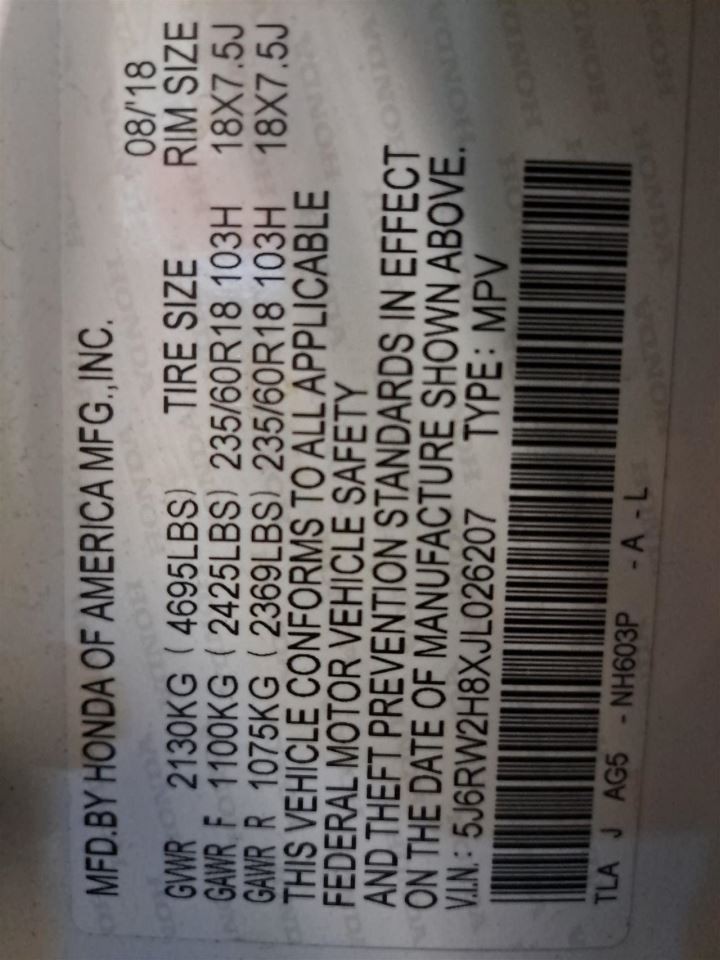 MFD.BY HONDA OF AMERICA MFG.,INC.
08/'18
GVWR 2130KG ( 4695LBS) TIRE SIZE RIM SIZE
GAWR F 1100KG ( 2425LBS) 235/60R18 103H 18X7.5J
GAWR R 1075KG ( 2369LBS) 235/60R18 103H 18X7.5J
THIS VEHICLE CONFORMS TO ALL APPLICABLE
FEDERAL MOTOR VEHICLE SAFETY
AND THEFT PREVENTION STANDARDS IN EFFECT
ON THE DATE OF MANUFACTURE SHOWN ABOVE.
V.I.N.: 5J6RW2H8XJL026207 TYPE: MPV
TLA J AG5 -NH603P -A-L